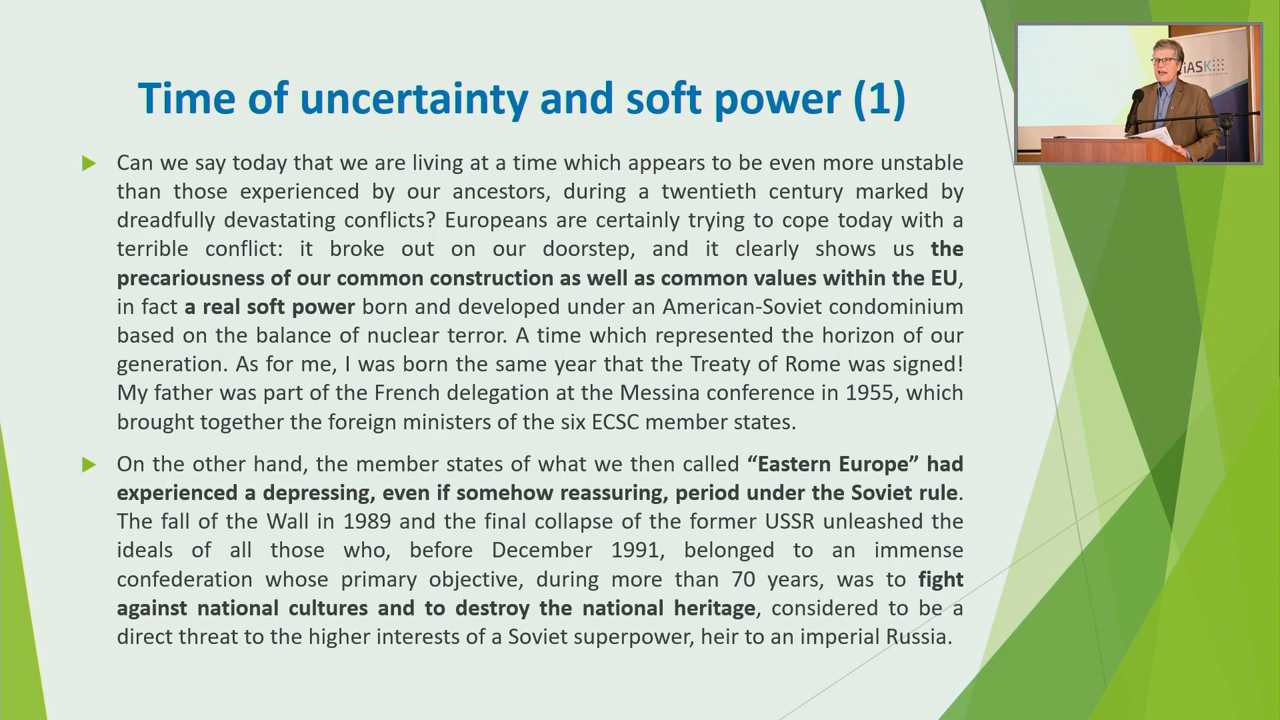 Time of uncertainty and soft power (1)
iASK
Can we say today that we are living at a time which appears to be even more unstable
than those experienced by our ancestors, during a twentieth century marked by
dreadfully devastating conflicts? Europeans are certainly trying to cope today with a
terrible conflict: it broke out on our doorstep, and it clearly shows us the
precariousness of our common construction as well as common values within the EU,
in fact a real soft power born and developed under an American-Soviet condominium
based on the balance of nuclear terror. A time which represented the horizon of our
generation. As for me, I was born the same year that the Treaty of Rome was signed!
My father was part of the French delegation at the Messina conference in 1955, which
brought together the foreign ministers of the six ECSC member states.
On the other hand, the member states of what we then called “Eastern Europe” had
experienced a depressing, even if somehow reassuring, period under the Soviet rule.
The fall of the Wall in 1989 and the final collapse of the former USSR unleashed the
ideals of all those who, before December 1991, belonged to an immense
confederation whose primary objective, during more than 70 years, was to fight
against national cultures and to destroy the national heritage, considered to be a
direct threat to the higher interests of a Soviet superpower, heir to an imperial Russia.